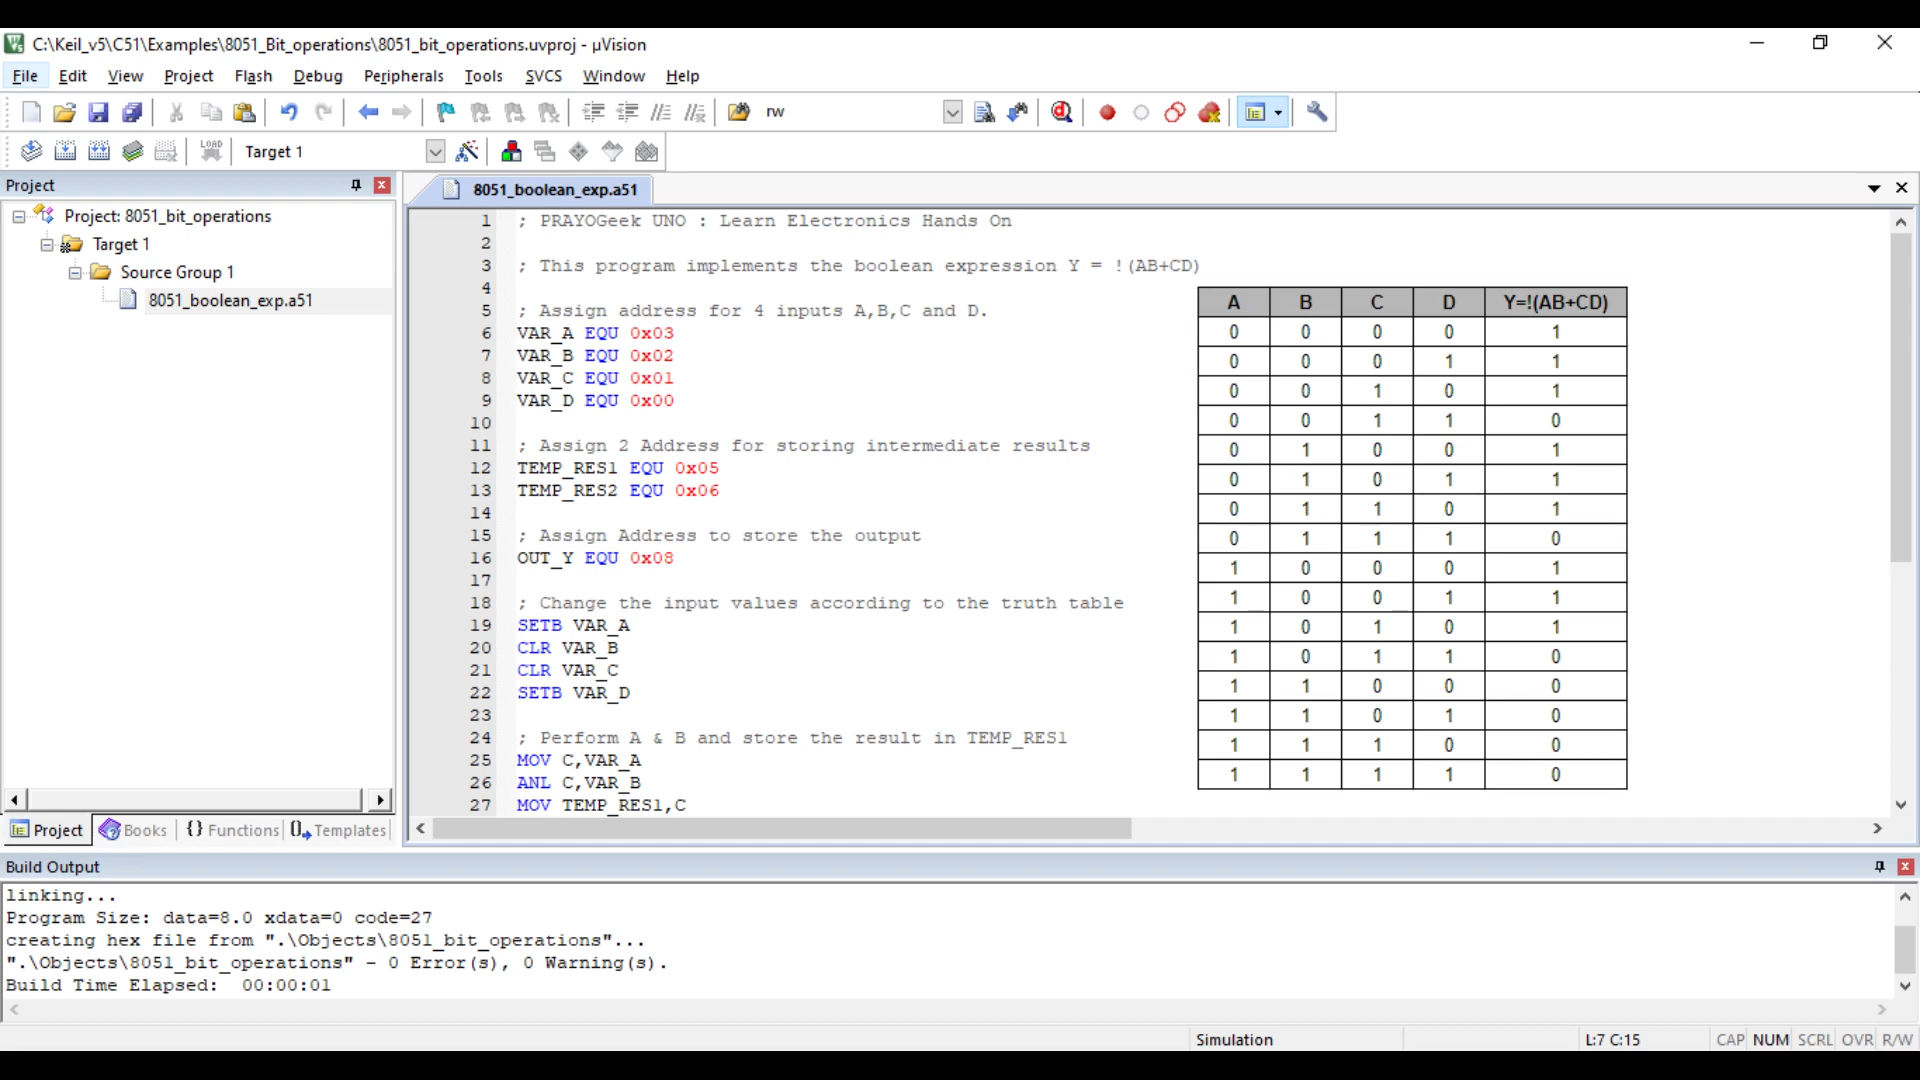 C:\Keil_v5\C51\Examples\8051_Bit_operations\8051_bit_operations.uvproj - µVision
File Edit View Project Flash Debug Peripherals Tools SVCS Window Help
rw
LOAD Target 1
Project
Project: 8051_bit_operations
Target 1
Source Group 1
8051_boolean_exp.a51
Project Books {} Functions 0 Templates
8051_boolean_exp.a51
1 ; PRAYOGeek UNO : Learn Electronics Hands On
2
3 ; This program implements the boolean expression Y = !(AB+CD)
4
5 ; Assign address for 4 inputs A,B,C and D.
6 VAR_A EQU 0x03
7 VAR_B EQU 0x02
8 VAR_C EQU 0x01
9 VAR_D EQU 0x00
10
11 ; Assign 2 Address for storing intermediate results
12 TEMP_RES1 EQU 0x05
13 TEMP_RES2 EQU 0x06
14
15 ; Assign Address to store the output
16 OUT_Y EQU 0x08
17
18 ; Change the input values according to the truth table
19 SETB VAR_A
20 CLR VAR_B
21 CLR VAR_C
22 SETB VAR_D
23
24 ; Perform A & B and store the result in TEMP_RES1
25 MOV C,VAR_A
26 ANL C,VAR_B
27 MOV TEMP_RES1,C
A B C D Y=!(AB+CD)
0 0 0 0 1
0 0 0 1 1
0 0 1 0 1
0 0 1 1 0
0 1 0 0 1
0 1 0 1 1
0 1 1 0 1
0 1 1 1 0
1 0 0 0 1
1 0 0 1 1
1 0 1 0 1
1 0 1 1 0
1 1 0 0 0
1 1 0 1 0
1 1 1 0 0
1 1 1 1 0
Build Output
linking...
Program Size: data=8.0 xdata=0 code=27
creating hex file from ".\Objects\8051_bit_operations"...
".\Objects\8051_bit_operations" - 0 Error(s), 0 Warning(s).
Build Time Elapsed:  00:00:01
Simulation L:7 C:15 CAP NUM SCRL OVR R/W